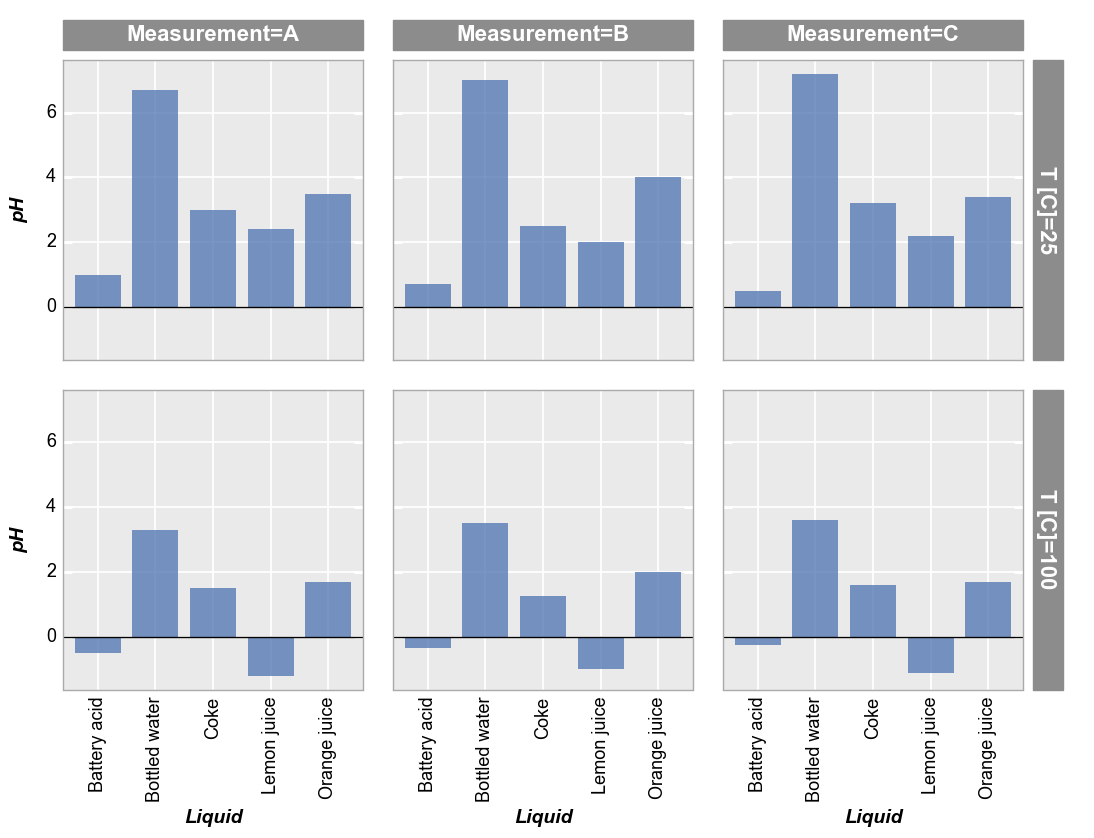 Measurement=A
Measurement=B
Measurement=C
6
4
2
0
pH
T [C]=25
6
4
2
0
pH
T [C]=100
Battery acid
Bottled water
Coke
Lemon juice
Orange juice
Battery acid
Bottled water
Coke
Lemon juice
Orange juice
Battery acid
Bottled water
Coke
Lemon juice
Orange juice
Liquid
Liquid
Liquid